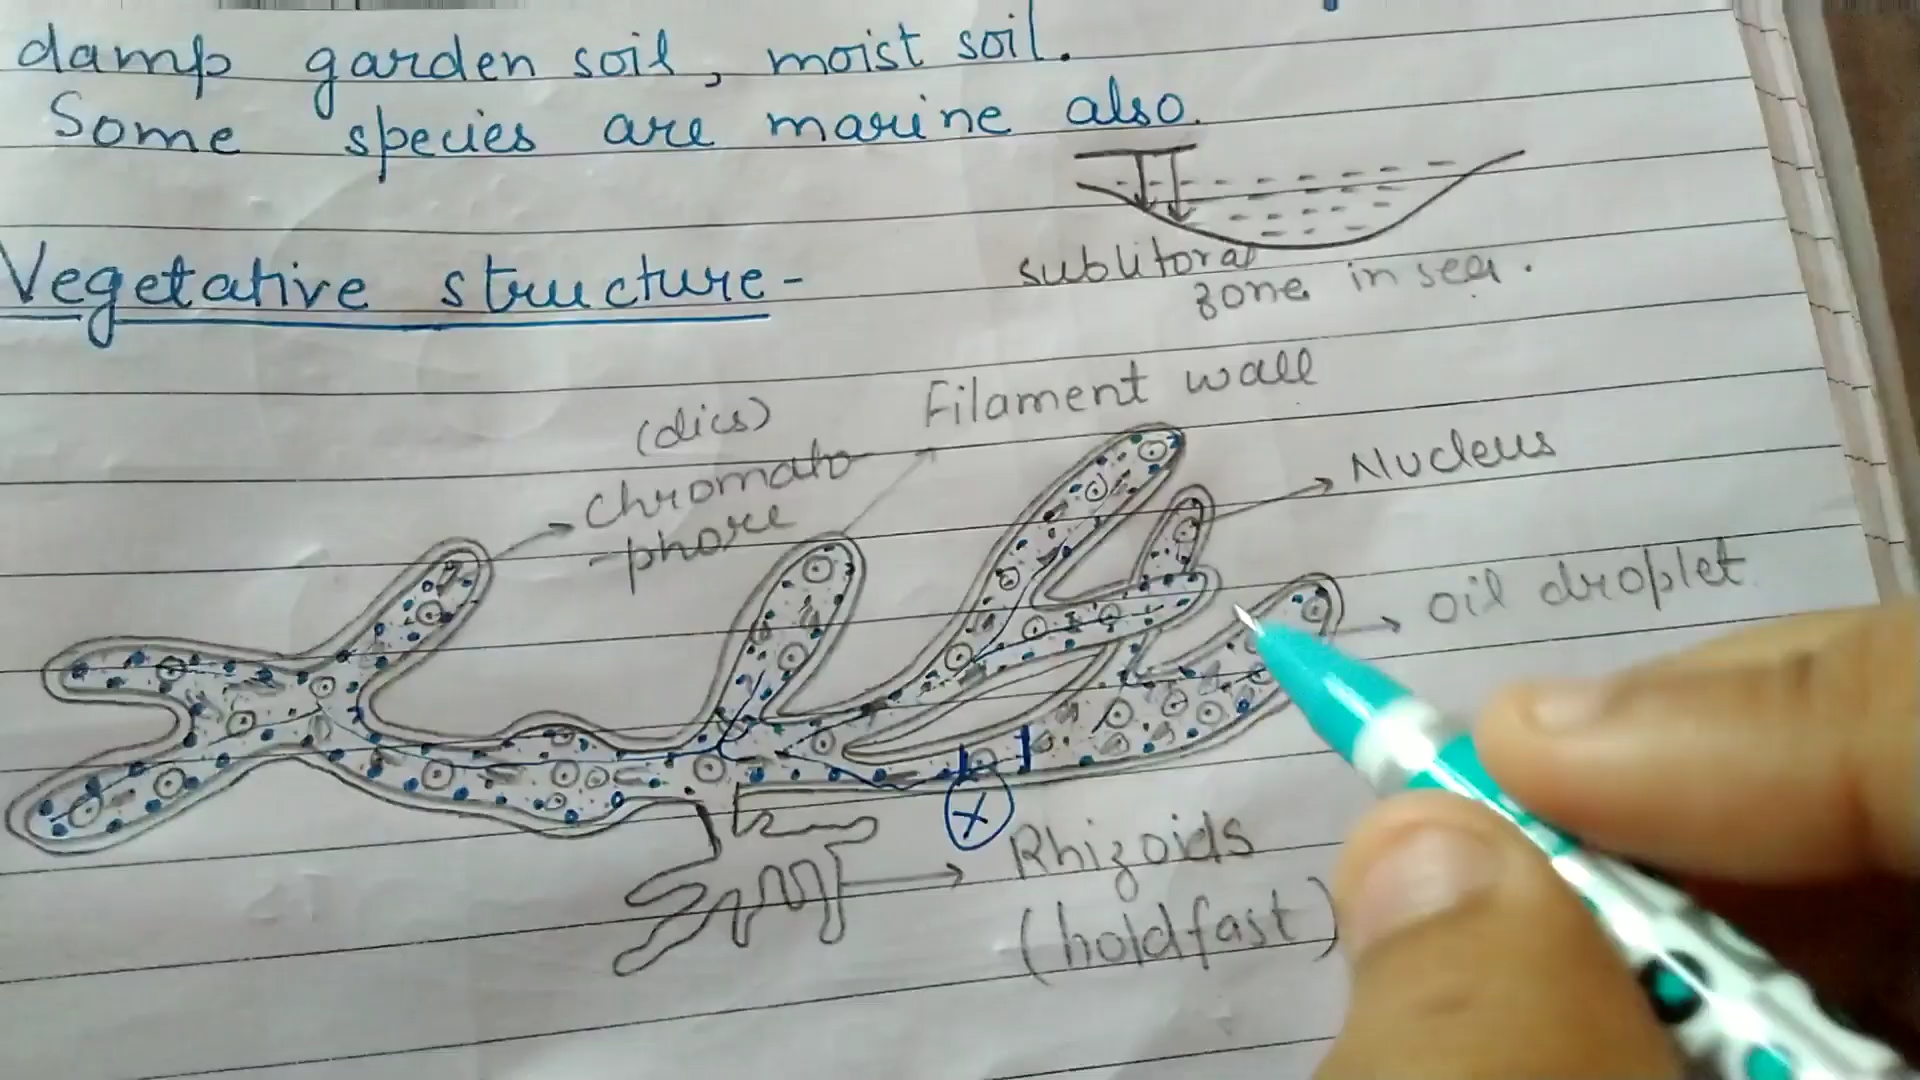 damp garden soil, moist soil.
Some species are marine also.
sublitoral
zone in sea.
Vegetative structure-
(dics)
chromato
-phore
Filament wall
Nucleus
oil droplet
X
Rhizoids
(holdfast)